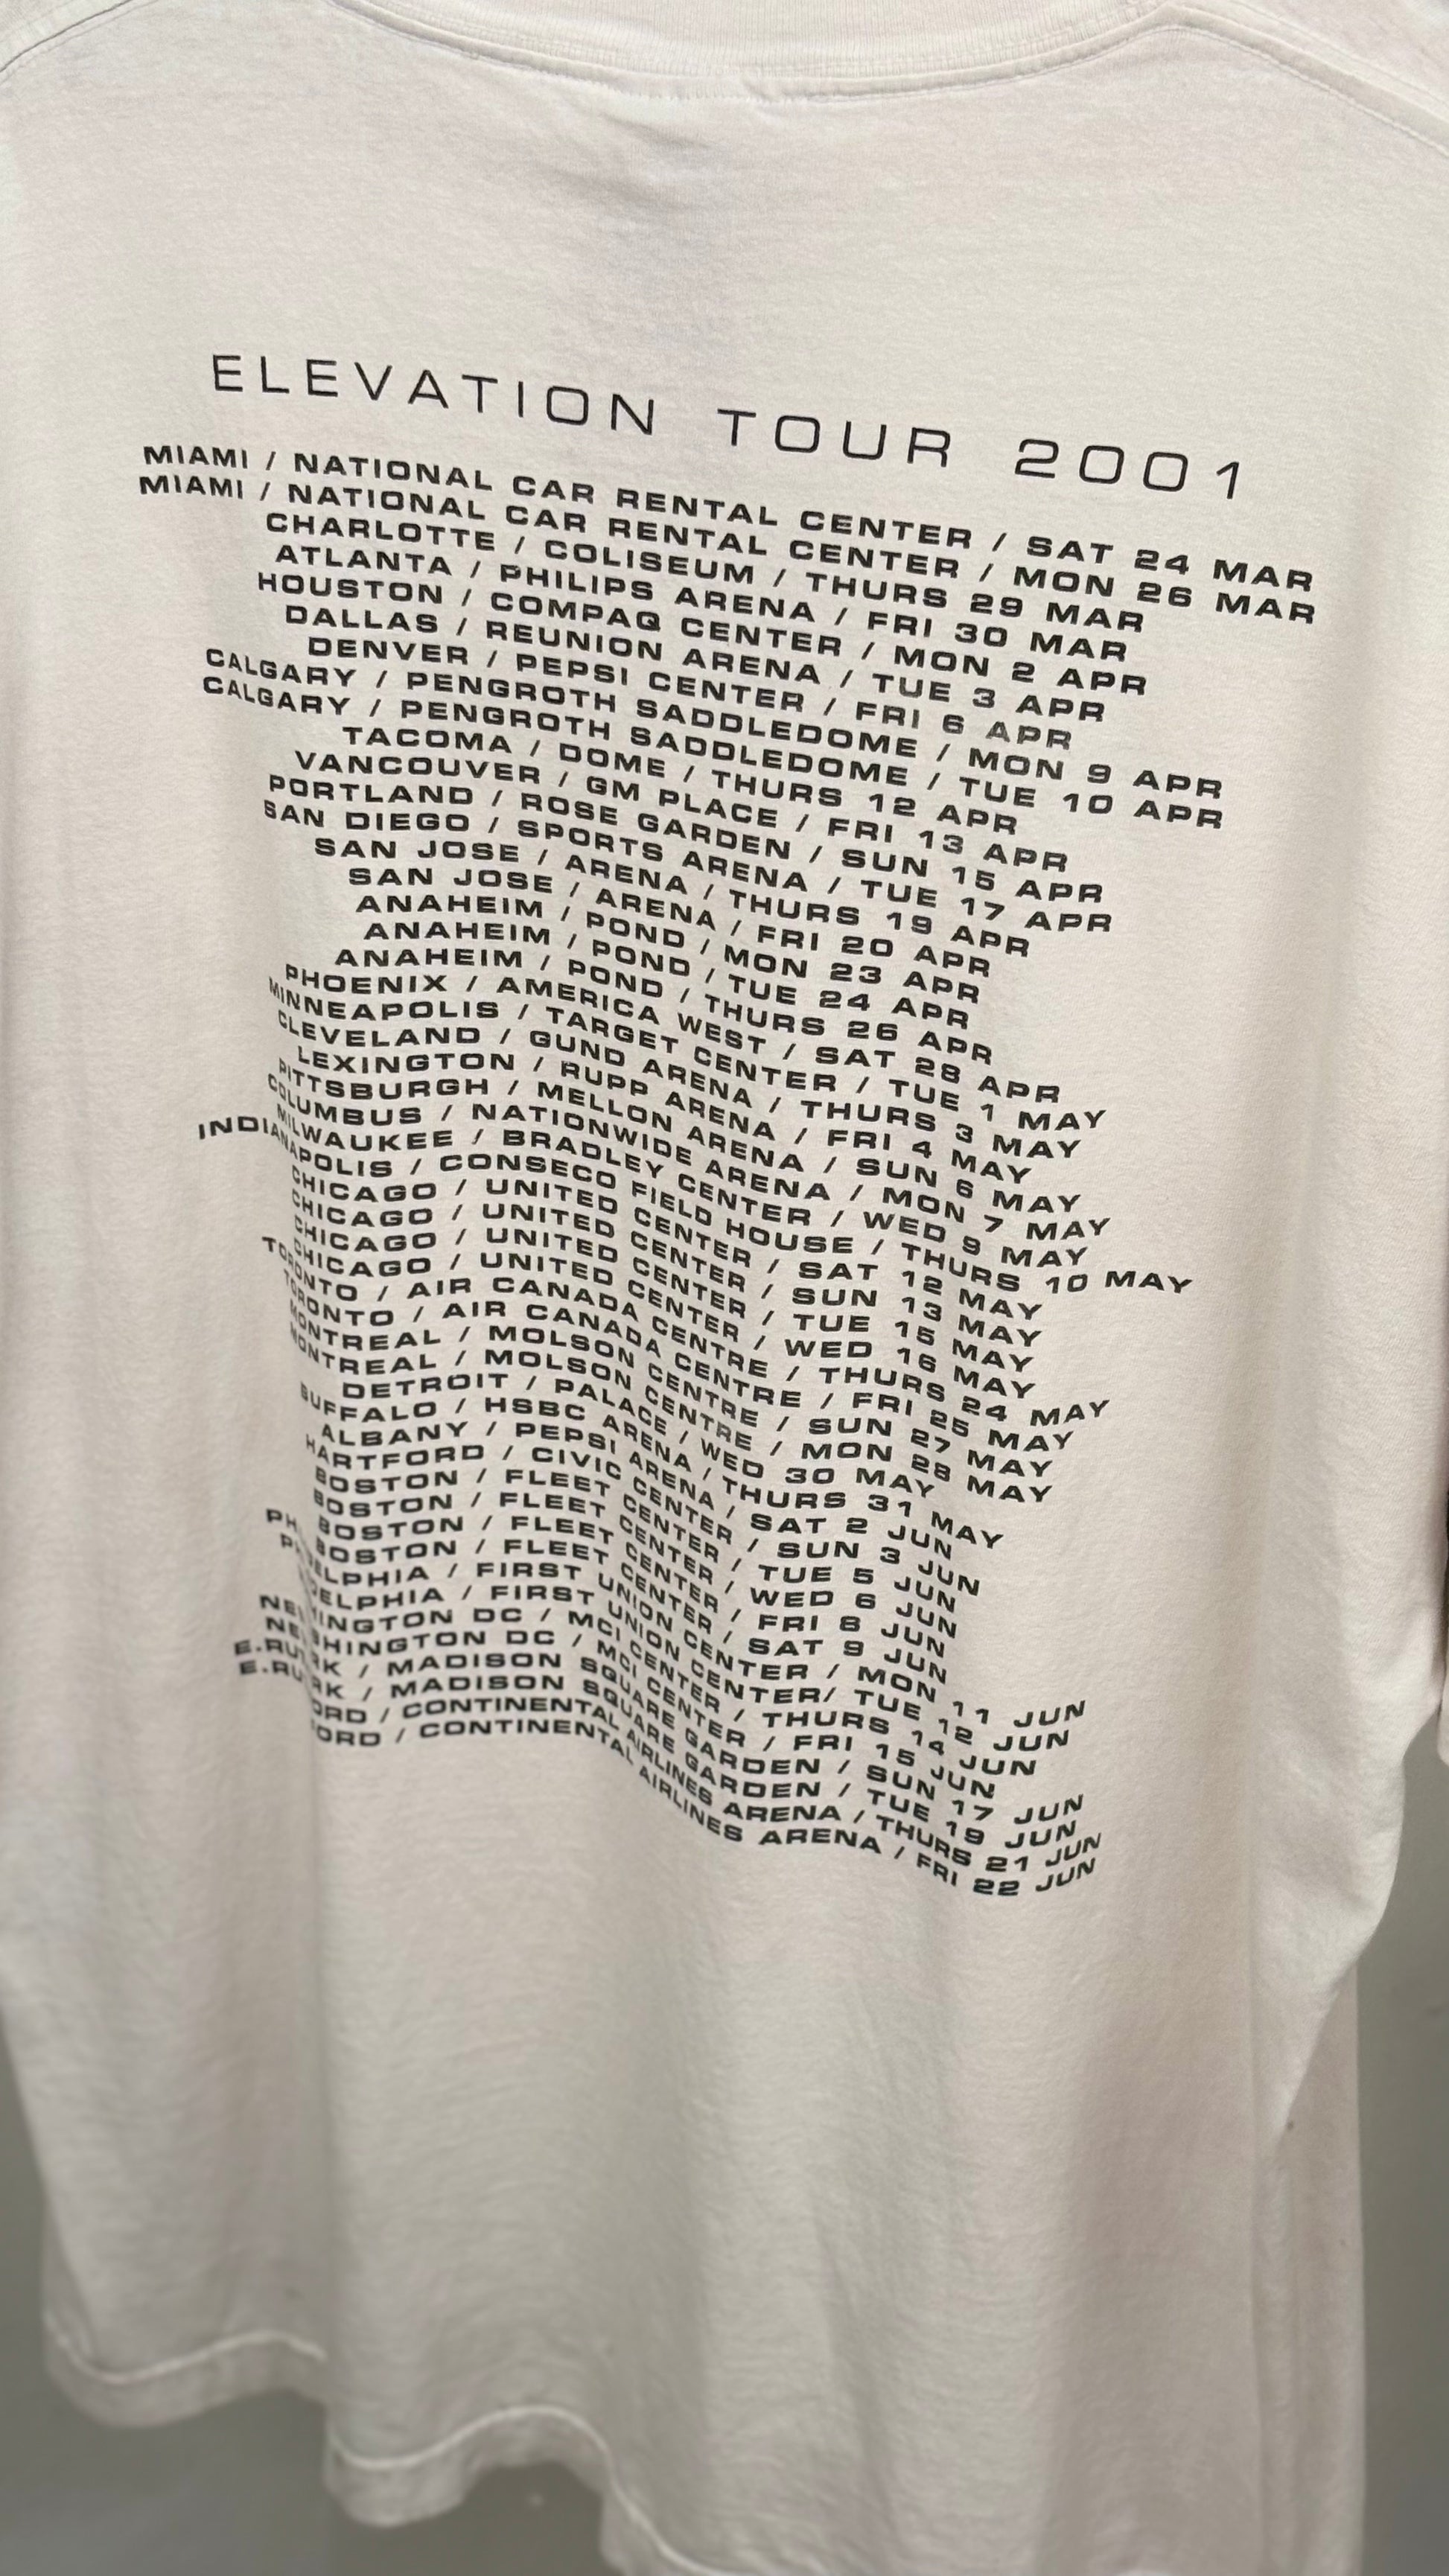 ELEVATION TOUR 2001
MIAMI / NATIONAL CAR RENTAL CENTER / SAT 24 MAR
MIAMI / NATIONAL CAR RENTAL CENTER / MON 26 MAR
CHARLOTTE / COLISEUM / THURS 29 MAR
ATLANTA / PHILIPS ARENA / FRI 30 MAR
HOUSTON / COMPAQ CENTER / MON 2 APR
DALLAS / REUNION ARENA / TUE 3 APR
DENVER / PEPSI CENTER / FRI 6 APR
CALGARY / PENGROTH SADDLEDOME / MON 9 APR
CALGARY / PENGROTH SADDLEDOME / TUE 10 APR
TACOMA / DOME / THURS 12 APR
VANCOUVER / GM PLACE / FRI 13 APR
PORTLAND / ROSE GARDEN / SUN 15 APR
SAN DIEGO / SPORTS ARENA / TUE 17 APR
SAN JOSE / ARENA / THURS 19 APR
SAN JOSE / ARENA / FRI 20 APR
ANAHEIM / POND / MON 23 APR
ANAHEIM / POND / TUE 24 APR
ANAHEIM / POND / THURS 26 APR
PHOENIX / AMERICA WEST / SAT 28 APR
MINNEAPOLIS / TARGET CENTER / TUE 1 MAY
CLEVELAND / GUND ARENA / THURS 3 MAY
LEXINGTON / RUPP ARENA / FRI 4 MAY
PITTSBURGH / MELLON ARENA / SUN 6 MAY
COLUMBUS / NATIONWIDE ARENA / MON 7 MAY
MILWAUKEE / BRADLEY CENTER / WED 9 MAY
INDIANAPOLIS / CONSECO FIELD HOUSE / THURS 10 MAY
CHICAGO / UNITED CENTER / SAT 12 MAY
CHICAGO / UNITED CENTER / SUN 13 MAY
CHICAGO / UNITED CENTER / TUE 15 MAY
CHICAGO / UNITED CENTER / WED 16 MAY
TORONTO / AIR CANADA CENTRE / THURS 24 MAY
TORONTO / AIR CANADA CENTRE / FRI 25 MAY
MONTREAL / MOLSON CENTRE / SUN 27 MAY
MONTREAL / MOLSON CENTRE / MON 28 MAY
DETROIT / PALACE / WED 30 MAY
BUFFALO / HSBC ARENA / THURS 31 MAY
ALBANY / PEPSI ARENA / SAT 2 JUN
HARTFORD / CIVIC CENTER / SUN 3 JUN
BOSTON / FLEET CENTER / TUE 5 JUN
BOSTON / FLEET CENTER / WED 6 JUN
BOSTON / FLEET CENTER / FRI 8 JUN
BOSTON / FLEET CENTER / SAT 9 JUN
/ FIRST UNION CENTER / MON 11 JUN
/ FIRST UNION CENTER/ TUE 12 JUN
DC / MCI CENTER / THURS 14 JUN
DC / MCI CENTER / FRI 15 JUN
/ MADISON SQUARE GARDEN / SUN 17 JUN
/ MADISON SQUARE GARDEN / TUE 19 JUN
/ CONTINENTAL AIRLINES ARENA / THURS 21 JUN
/ CONTINENTAL AIRLINES ARENA / FRI 22 JUN